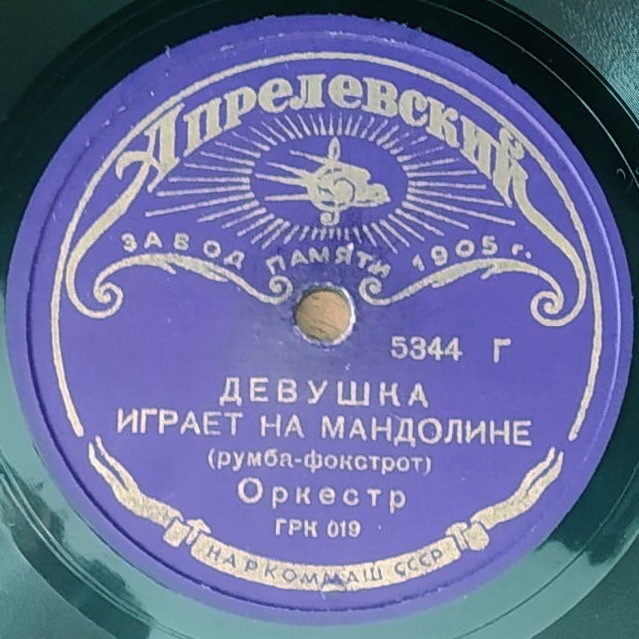 Апрелевский
ЗАВОД ПАМЯТИ 1905 г.
5344 Г
ДЕВУШКА
ИГРАЕТ НА МАНДОЛИНЕ
(румба-фокстрот)
Оркестр
ГРК 019
НАРКОММАШ СССР